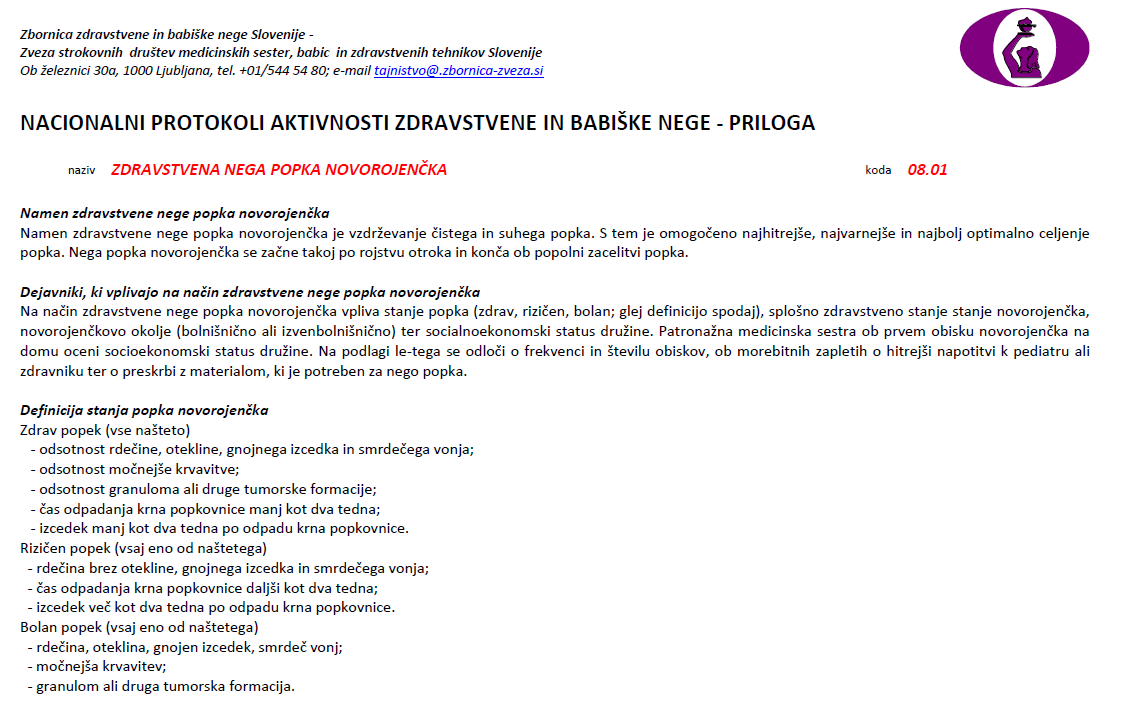 Zbornica zdravstvene in babiške nege Slovenije -
Zveza strokovnih društev medicinskih sester, babic in zdravstvenih tehnikov Slovenije
Ob železnici 30a, 1000 Ljubljana, tel. +01/544 54 80; e-mail tajnistvo@.zbornica-zveza.si
NACIONALNI PROTOKOLI AKTIVNOSTI ZDRAVSTVENE IN BABIŠKE NEGE - PRILOGA
naziv ZDRAVSTVENA NEGA POPKA NOVOROJENČKA koda 08.01
Namen zdravstvene nege popka novorojenčka
Namen zdravstvene nege popka novorojenčka je vzdrževanje čistega in suhega popka. S tem je omogočeno najhitrejše, najvarnejše in najbolj optimalno celjenje
popka. Nega popka novorojenčka se začne takoj po rojstvu otroka in konča ob popolni zacelitvi popka.
Dejavniki, ki vplivajo na način zdravstvene nege popka novorojenčka
Na način zdravstvene nege popka novorojenčka vpliva stanje popka (zdrav, rizičen, bolan; glej definicijo spodaj), splošno zdravstveno stanje stanje novorojenčka,
novorojenčkovo okolje (bolnišnično ali izvenbolnišnično) ter socialnoekonomski status družine. Patronažna medicinska sestra ob prvem obisku novorojenčka na
domu oceni socioekonomski status družine. Na podlagi le-tega se odloči o frekvenci in številu obiskov, ob morebitnih zapletih o hitrejši napotitvi k pediatru ali
zdravniku ter o preskrbi z materialom, ki je potreben za nego popka.
Definicija stanja popka novorojenčka
Zdrav popek (vse našteto)
- odsotnost rdečine, otekline, gnojnega izcedka in smrdečega vonja;
- odsotnost močnejše krvavitve;
- odsotnost granuloma ali druge tumorske formacije;
- čas odpadanja krna popkovnice manj kot dva tedna;
- izcedek manj kot dva tedna po odpadu krna popkovnice.
Rizičen popek (vsaj eno od naštetega)
- rdečina brez otekline, gnojnega izcedka in smrdečega vonja;
- čas odpadanja krna popkovnice daljši kot dva tedna;
- izcedek več kot dva tedna po odpadu krna popkovnice.
Bolan popek (vsaj eno od naštetega)
- rdečina, oteklina, gnojen izcedek, smrdeč vonj;
- močnejša krvavitev;
- granulom ali druga tumorska formacija.